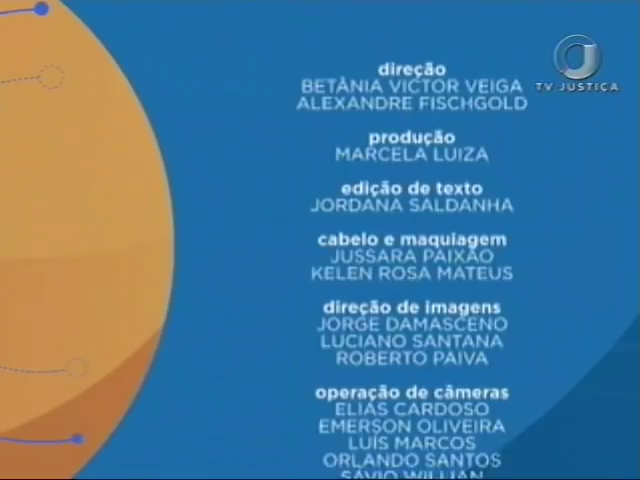 TV JUSTIÇA
direção
BETÂNIA VICTOR VEIGA
ALEXANDRE FISCHGOLD
produção
MARCELA LUIZA
edição de texto
JORDANA SALDANHA
cabelo e maquiagem
JUSSARA PAIXÃO
KELEN ROSA MATEUS
direção de imagens
JORGE DAMASCENO
LUCIANO SANTANA
ROBERTO PAIVA
operação de câmeras
ELIAS CARDOSO
EMERSON OLIVEIRA
LUÍS MARCOS
ORLANDO SANTOS
SÁVIO WILLIAN